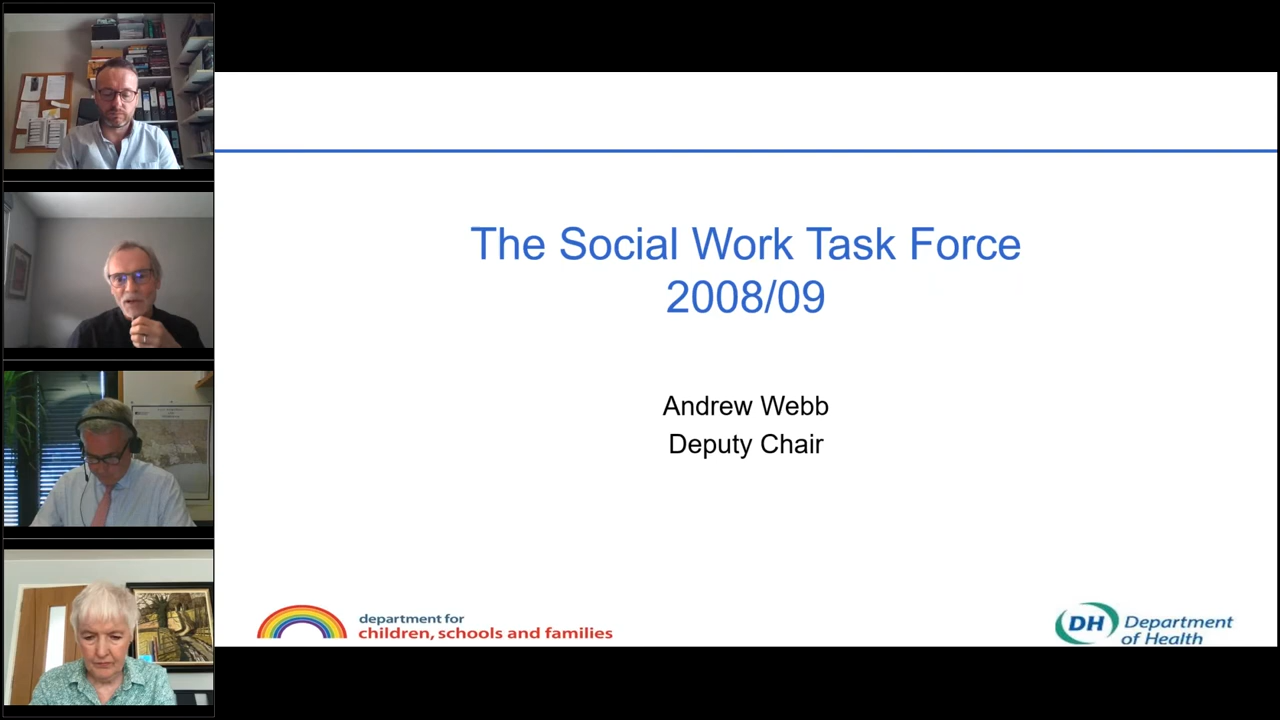 The Social Work Task Force
2008/09
Andrew Webb
Deputy Chair
department for
children, schools and families
DH Department
of Health